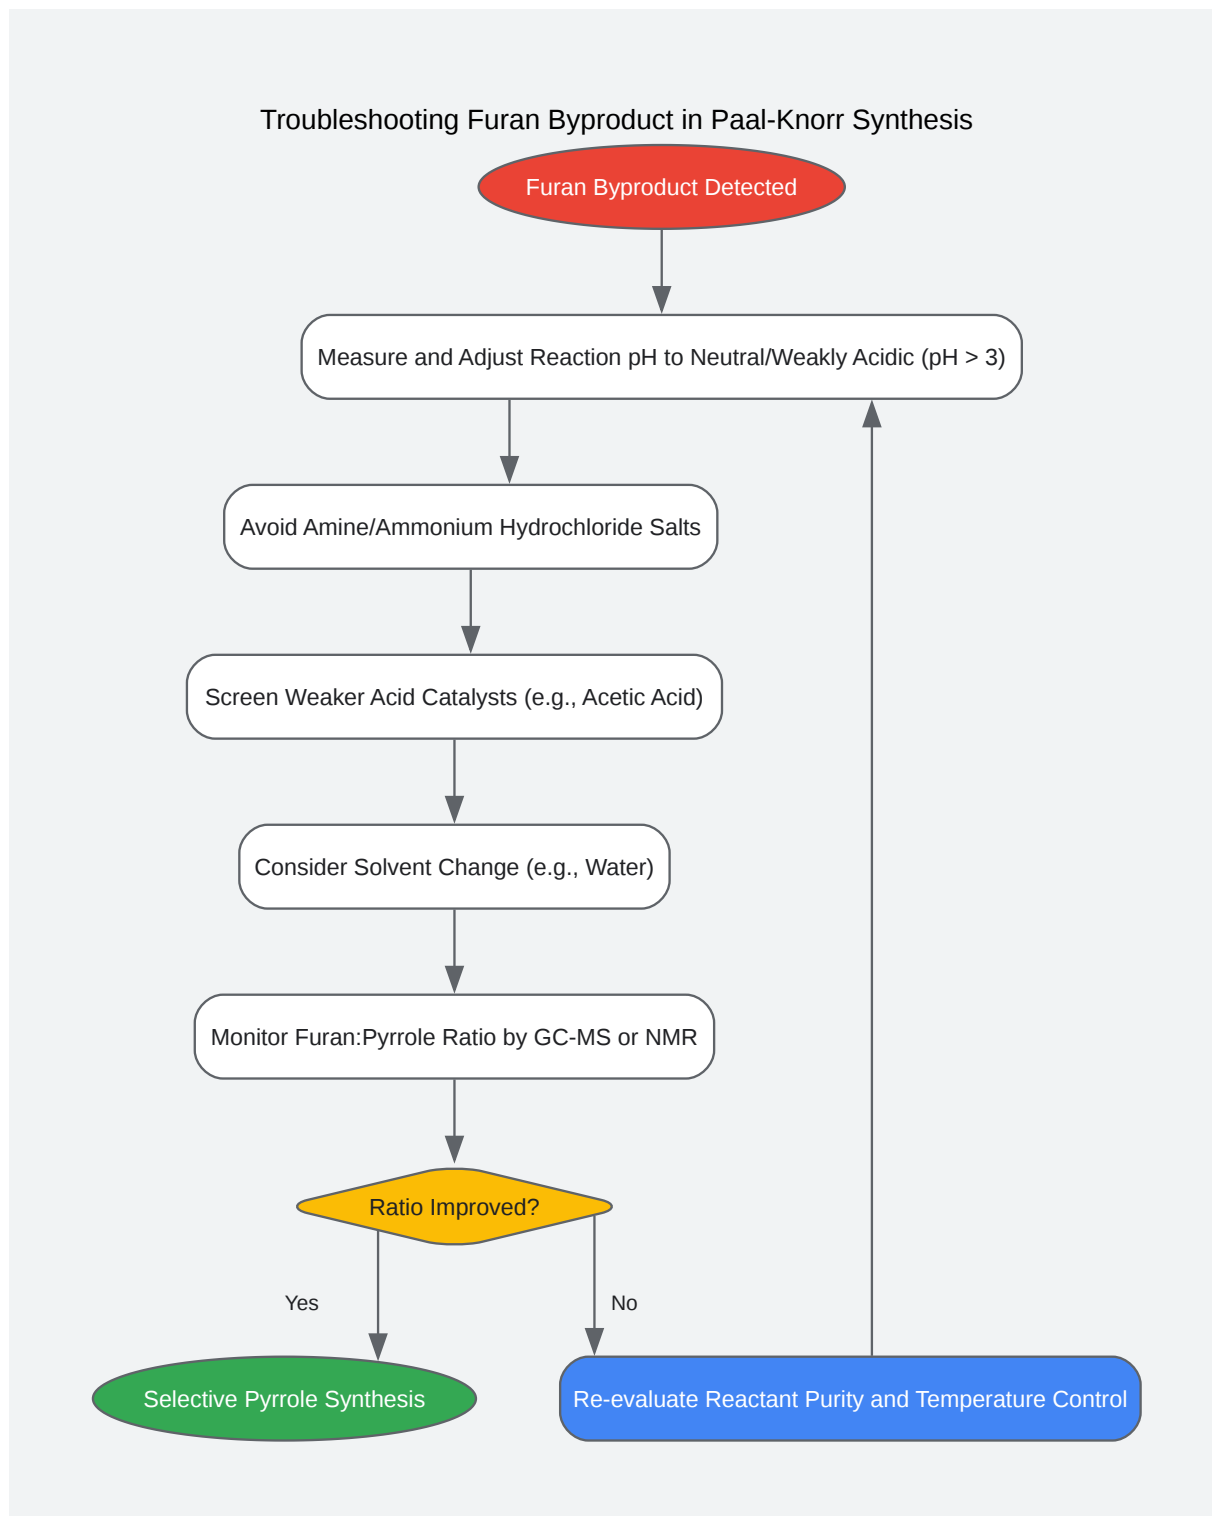 Troubleshooting Furan Byproduct in Paal-Knorr Synthesis
Furan Byproduct Detected
Measure and Adjust Reaction pH to Neutral/Weakly Acidic (pH > 3)
Avoid Amine/Ammonium Hydrochloride Salts
Screen Weaker Acid Catalysts (e.g., Acetic Acid)
Consider Solvent Change (e.g., Water)
Monitor Furan:Pyrrole Ratio by GC-MS or NMR
Ratio Improved?
Yes
No
Selective Pyrrole Synthesis
Re-evaluate Reactant Purity and Temperature Control